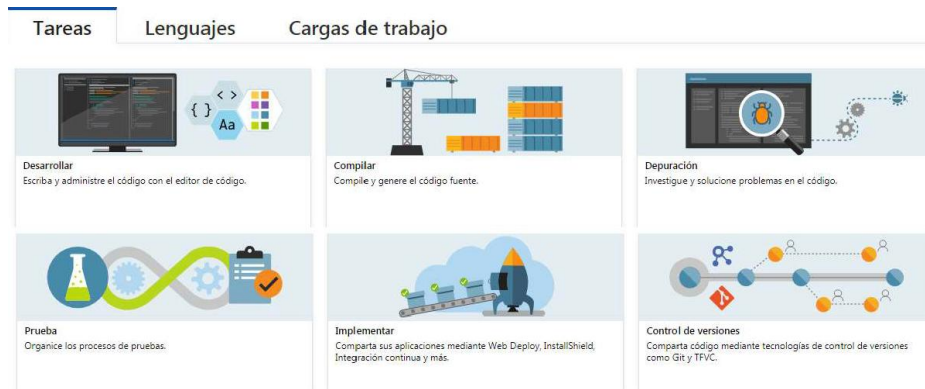 Tareas Lenguajes Cargas de trabajo
{ } < > Aa
Desarrollar
Escriba y administre el código con el editor de código.
Compilar
Compile y genere el código fuente.
Depuración
Investigue y solucione problemas en el código.
Prueba
Organice los procesos de pruebas.
Implementar
Comparta sus aplicaciones mediante Web Deploy, InstallShield,
Integración continua y más.
Control de versiones
Comparta código mediante tecnologías de control de versiones
como Git y TFVC.